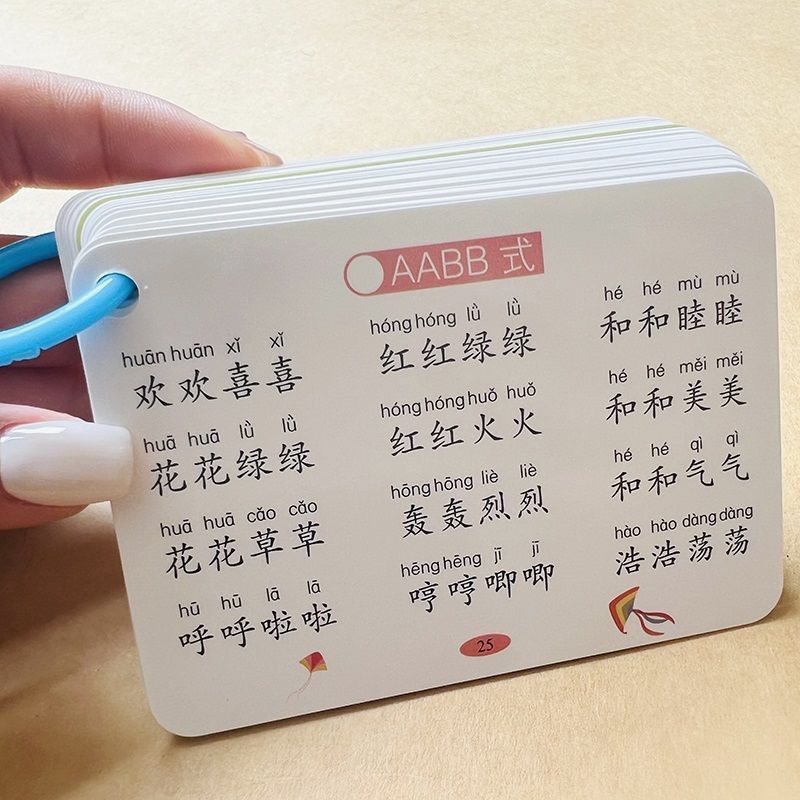 AABB 式
huān huān xǐ xǐ
欢欢喜喜
huā huā lǜ lǜ
花花绿绿
huā huā cǎo cǎo
花花草草
hū hū lā lā
呼呼啦啦
hóng hóng lǜ lǜ
红红绿绿
hóng hóng huǒ huǒ
红红火火
hōng hōng liè liè
轰轰烈烈
hēng hēng jī jī
哼哼唧唧
hé hé mù mù
和和睦睦
hé hé měi měi
和和美美
hé hé qì qì
和和气气
hào hào dàng dàng
浩浩荡荡
25